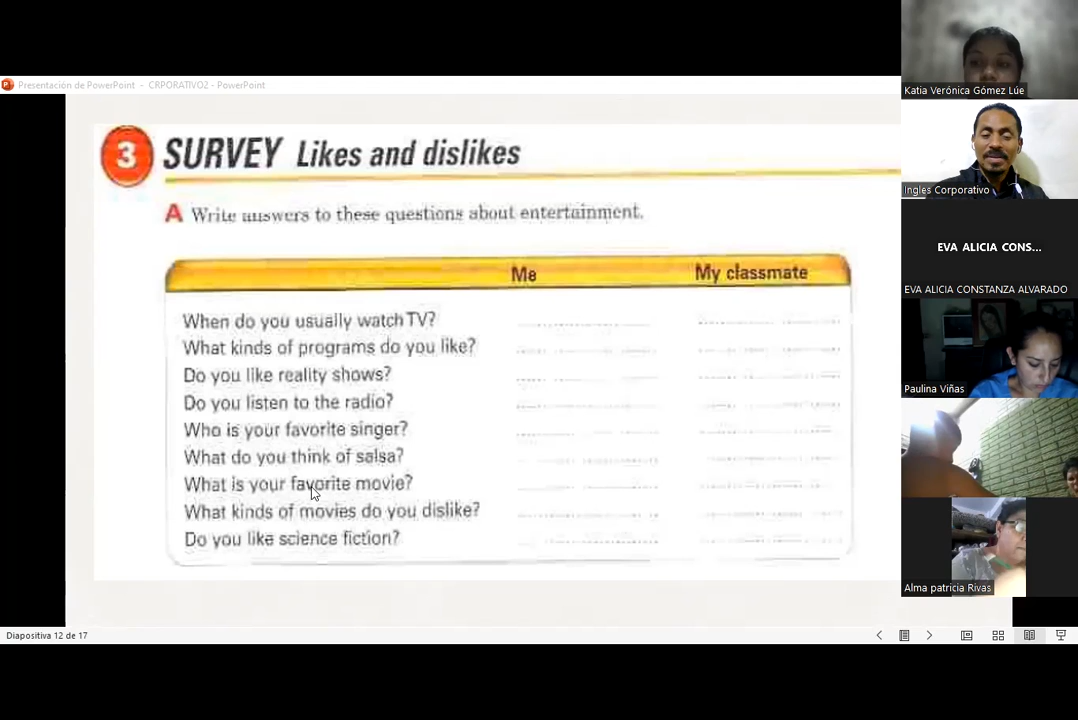 Presentación de PowerPoint - CRPORATIVO2 - PowerPoint
3 SURVEY Likes and dislikes
A Write answers to these questions about entertainment.
Me My classmate
When do you usually watch TV?
What kinds of programs do you like?
Do you like reality shows?
Do you listen to the radio?
Who is your favorite singer?
What do you think of salsa?
What is your favorite movie?
What kinds of movies do you dislike?
Do you like science fiction?
Diapositiva 12 de 17
Katia Verónica Gómez Lúe
Ingles Corporativo
EVA ALICIA CONS...
EVA ALICIA CONSTANZA ALVARADO
Paulina Viñas
Alma patricia Rivas